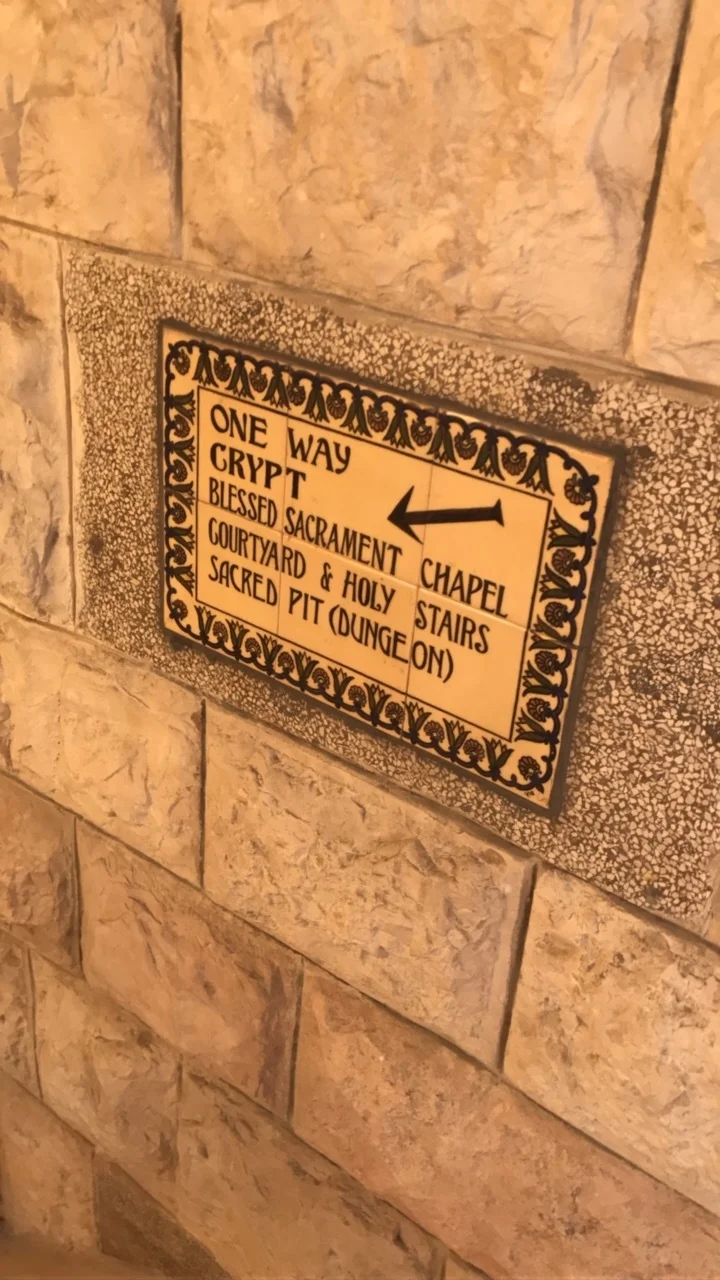 ONE WAY
CRYPT
BLESSED SACRAMENT CHAPEL
COURTYARD & HOLY STAIRS
SACRED PIT (DUNGEON)